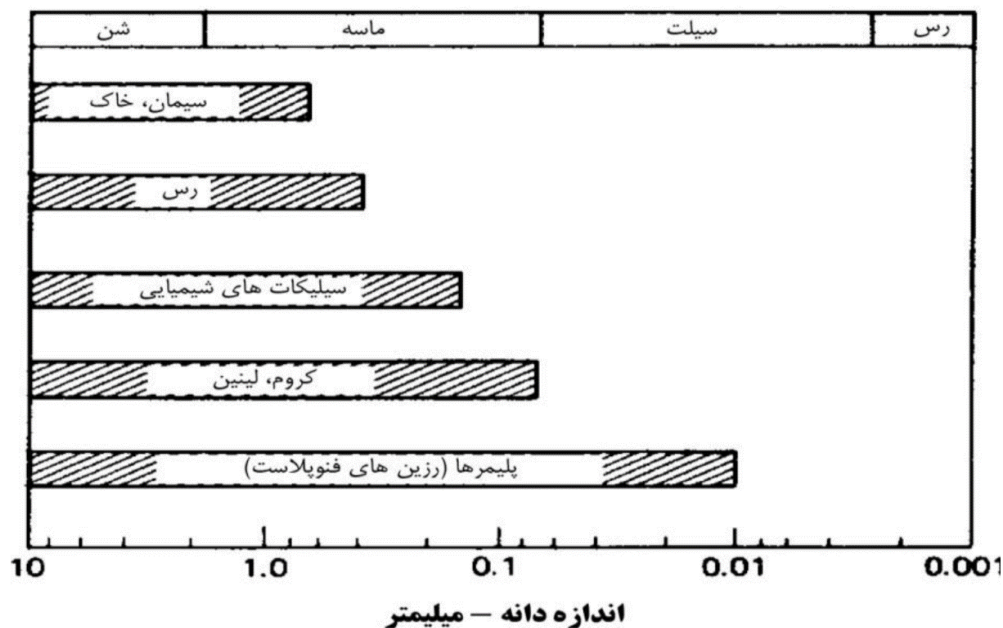 شن ماسه سیلت رس
سیمان، خاک
رس
سیلیکات های شیمیایی
کروم، لینین
پلیمرها (رزین های فنوپلاست)
10 1.0 0.1 0.01 0.001
اندازه دانه – میلیمتر